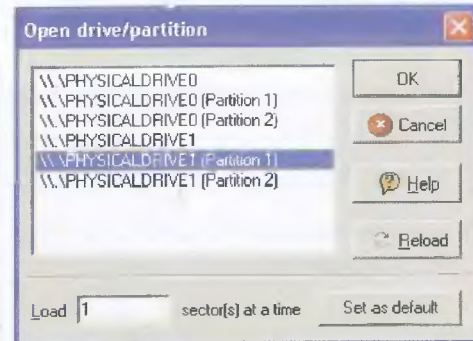 Open drive/partition
\\.\PHYSICALDRIVE0
\\.\PHYSICALDRIVE0 (Partition 1)
\\.\PHYSICALDRIVE0 (Partition 2)
\\.\PHYSICALDRIVE1
\\.\PHYSICALDRIVE1 (Partition 1)
\\.\PHYSICALDRIVE1 (Partition 2)
OK
Cancel
Help
Reload
Load 1 sector(s) at a time Set as default